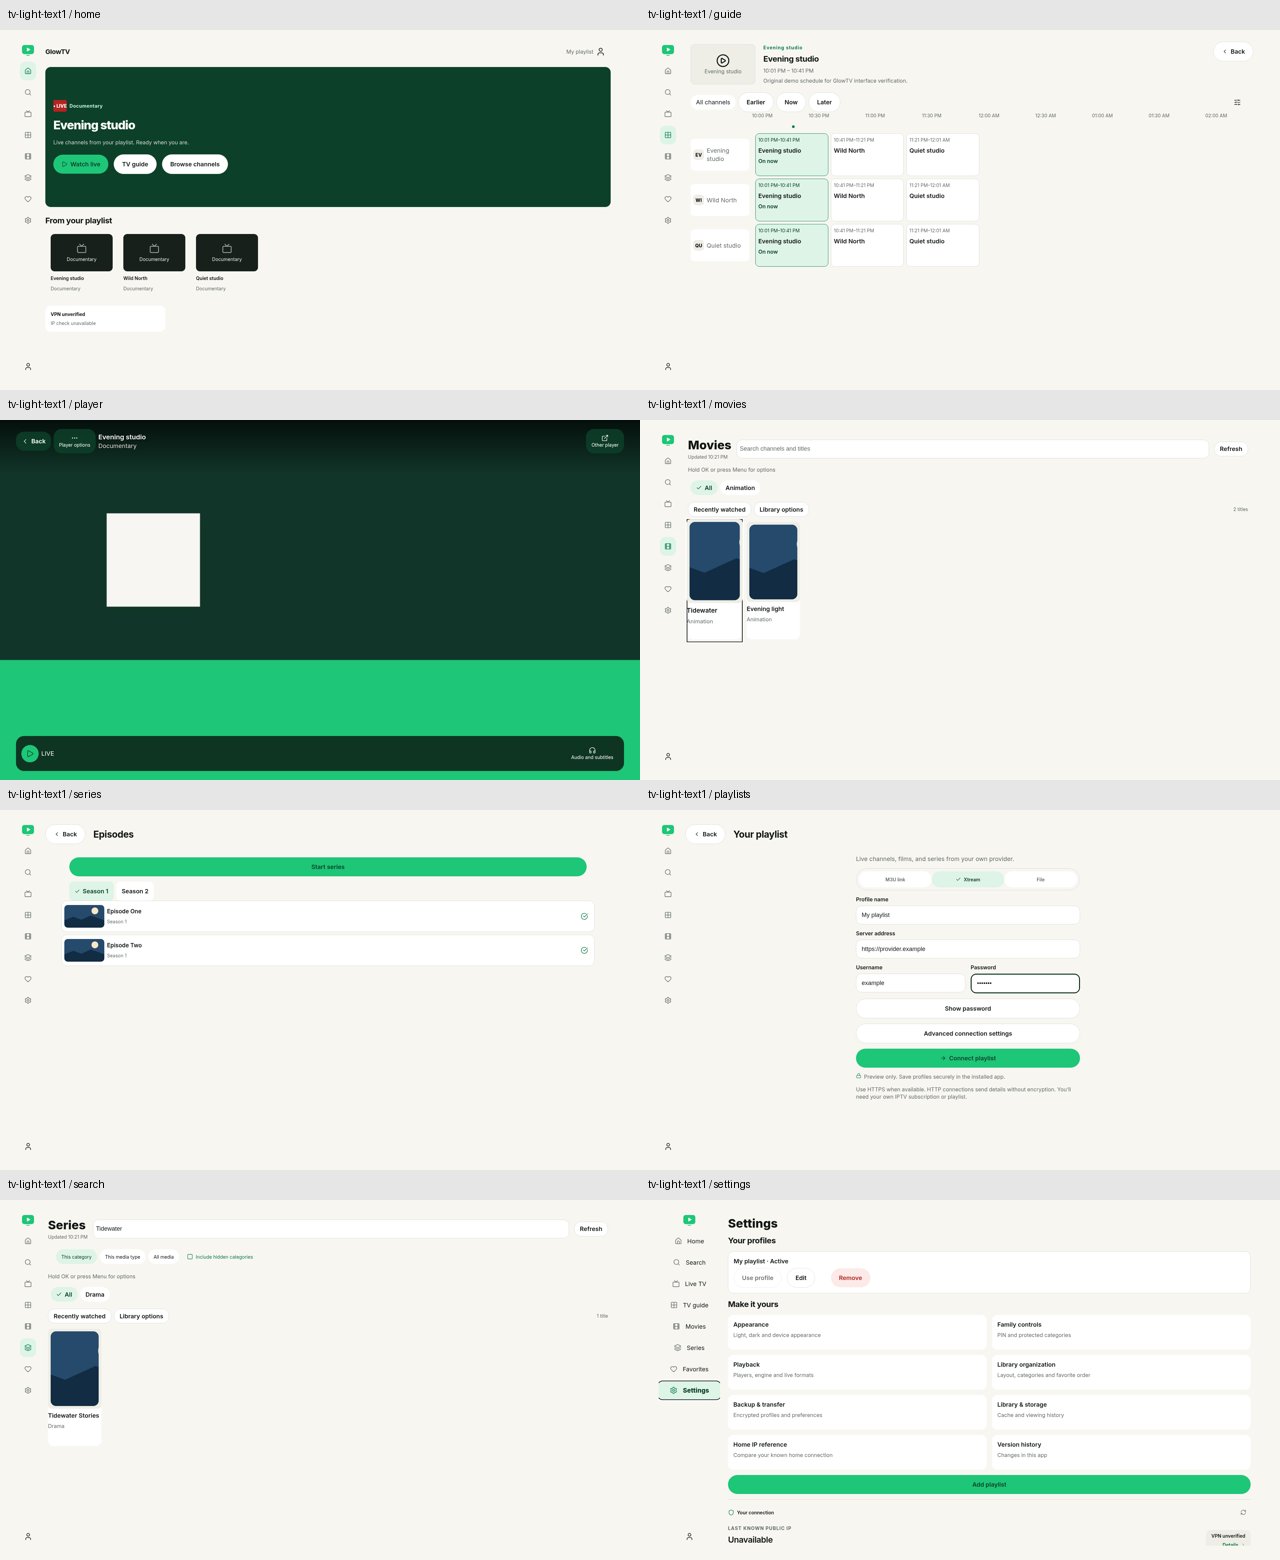 tv-light-text1 / home
GlowTV
My playlist
• LIVE Documentary
Evening studio
Live channels from your playlist. Ready when you are.
Watch live
TV guide
Browse channels
From your playlist
Documentary
Documentary
Documentary
Evening studio
Wild North
Quiet studio
Documentary
Documentary
Documentary
VPN unverified
IP check unavailable
tv-light-text1 / guide
Evening studio
Evening studio
Evening studio
10:01 PM – 10:41 PM
Original demo schedule for GlowTV interface verification.
Back
All channels
Earlier
Now
Later
10:00 PM
10:30 PM
11:00 PM
11:30 PM
12:00 AM
12:30 AM
01:00 AM
01:30 AM
02:00 AM
EV
Evening studio
10:01 PM–10:41 PM
Evening studio
On now
10:41 PM–11:21 PM
Wild North
11:21 PM–12:01 AM
Quiet studio
WI
Wild North
10:01 PM–10:41 PM
Evening studio
On now
10:41 PM–11:21 PM
Wild North
11:21 PM–12:01 AM
Quiet studio
QU
Quiet studio
10:01 PM–10:41 PM
Evening studio
On now
10:41 PM–11:21 PM
Wild North
11:21 PM–12:01 AM
Quiet studio
tv-light-text1 / player
Back
Player options
Evening studio
Documentary
Other player
LIVE
Audio and subtitles
tv-light-text1 / movies
Movies
Updated 10:21 PM
Search channels and titles
Refresh
Hold OK or press Menu for options
All
Animation
Recently watched
Library options
2 titles
Tidewater
Animation
Evening light
Animation
tv-light-text1 / series
Back
Episodes
Start series
Season 1
Season 2
Episode One
Season 1
Episode Two
Season 1
tv-light-text1 / playlists
Back
Your playlist
Live channels, films, and series from your own provider.
M3U link
Xtream
File
Profile name
My playlist
Server address
https://provider.example
Username
Password
example
•••••••
Show password
Advanced connection settings
Connect playlist
Preview only. Save profiles securely in the installed app.
Use HTTPS when available. HTTP connections send details without encryption. You'll
need your own IPTV subscription or playlist.
tv-light-text1 / search
Series
Updated 10:21 PM
Tidewater
Refresh
This category
This media type
All media
Include hidden categories
Hold OK or press Menu for options
All
Drama
Recently watched
Library options
1 title
Tidewater Stories
Drama
tv-light-text1 / settings
Home
Search
Live TV
TV guide
Movies
Series
Favorites
Settings
Settings
Your profiles
My playlist · Active
Use profile
Edit
Remove
Make it yours
Appearance
Light, dark and device appearance
Family controls
PIN and protected categories
Playback
Players, engine and live formats
Library organization
Layout, categories and favorite order
Backup & transfer
Encrypted profiles and preferences
Library & storage
Cache and viewing history
Home IP reference
Compare your known home connection
Version history
Changes in this app
Add playlist
Your connection
LAST KNOWN PUBLIC IP
Unavailable
VPN unverified
Details